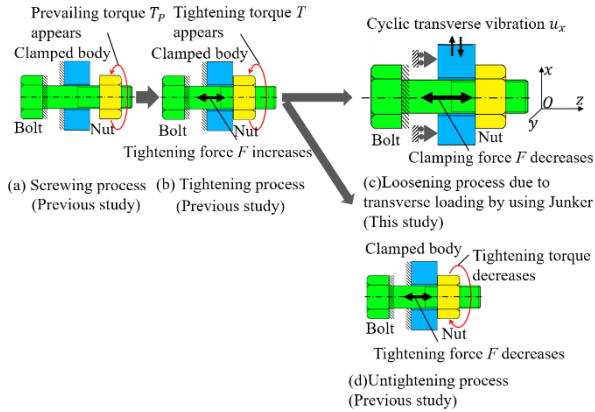 Prevailing torque T_P
appears
Clamped body
Bolt
Nut
(a) Screwing process
(Previous study)
Tightening torque T
appears
Clamped body
Bolt
Nut
Tightening force F increases
(b) Tightening process
(Previous study)
Cyclic transverse vibration u_x
x
O
z
y
Bolt
Nut
Clamping force F decreases
(c)Loosening process due to
transverse loading by using Junker
(This study)
Clamped body
Tightening torque
decreases
Bolt
Nut
Tightening force F decreases
(d)Untightening process
(Previous study)